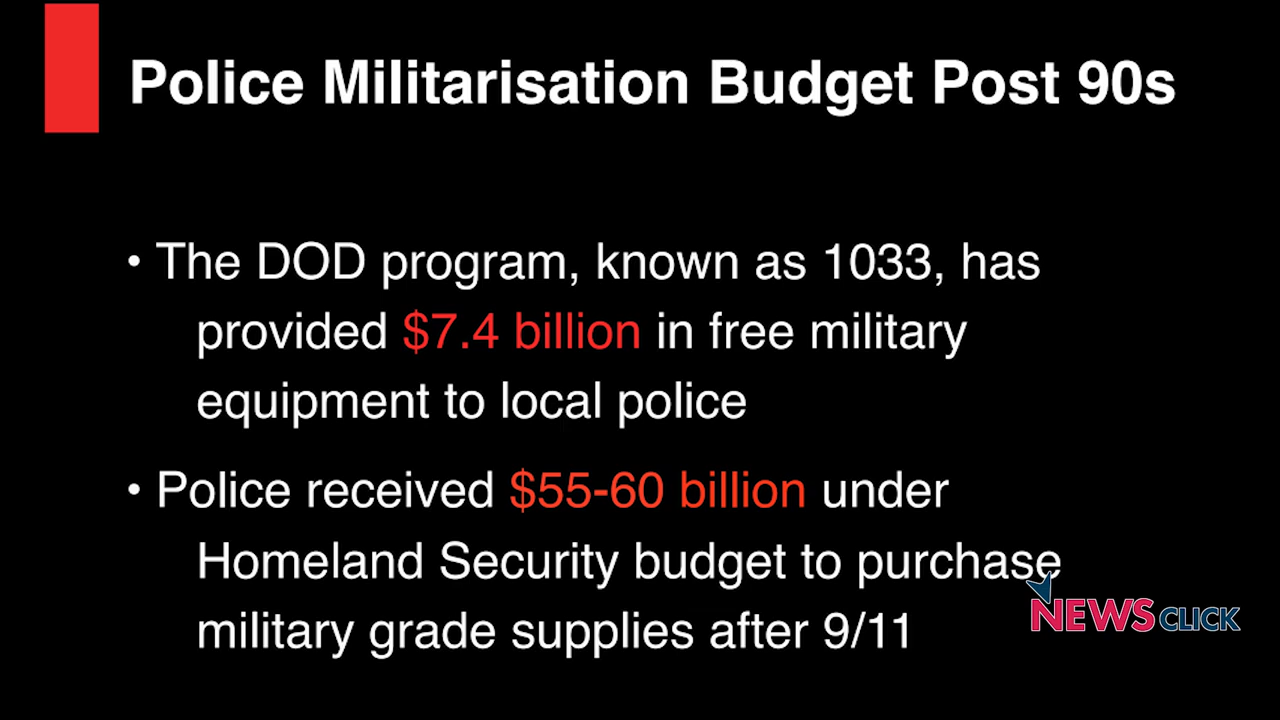 Police Militarisation Budget Post 90s
• The DOD program, known as 1033, has
provided $7.4 billion in free military
equipment to local police
• Police received $55-60 billion under
Homeland Security budget to purchase
military grade supplies after 9/11
NEWSCLICK